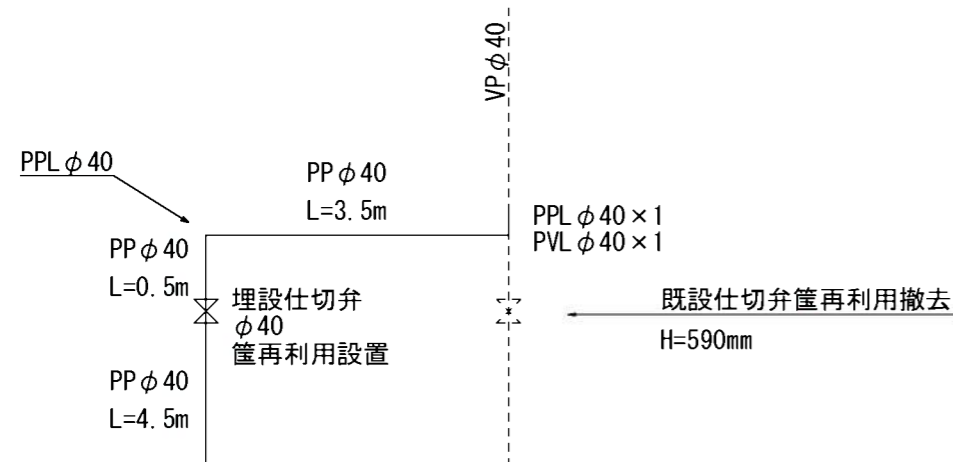 VPφ40
PPLφ40
PPφ40
L=3.5m
PPLφ40×1
PVLφ40×1
PPφ40
L=0.5m
埋設仕切弁
φ40
筐再利用設置
既設仕切弁筐再利用撤去
H=590mm
PPφ40
L=4.5m